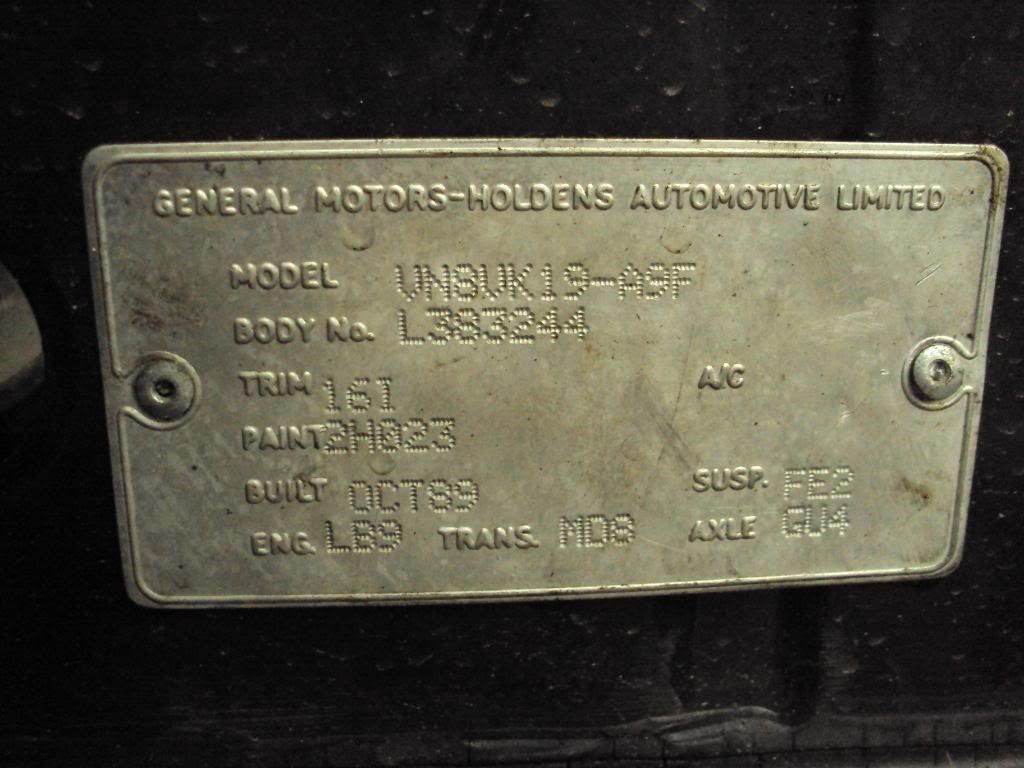 GENERAL MOTORS-HOLDENS AUTOMOTIVE LIMITED
MODEL VN8VK19-A9F
BODY No. L383244
TRIM 16I A/C
PAINT 2H023
BUILT OCT89 SUSP. FE2
ENG. LB9 TRANS. MD8 AXLE GU4